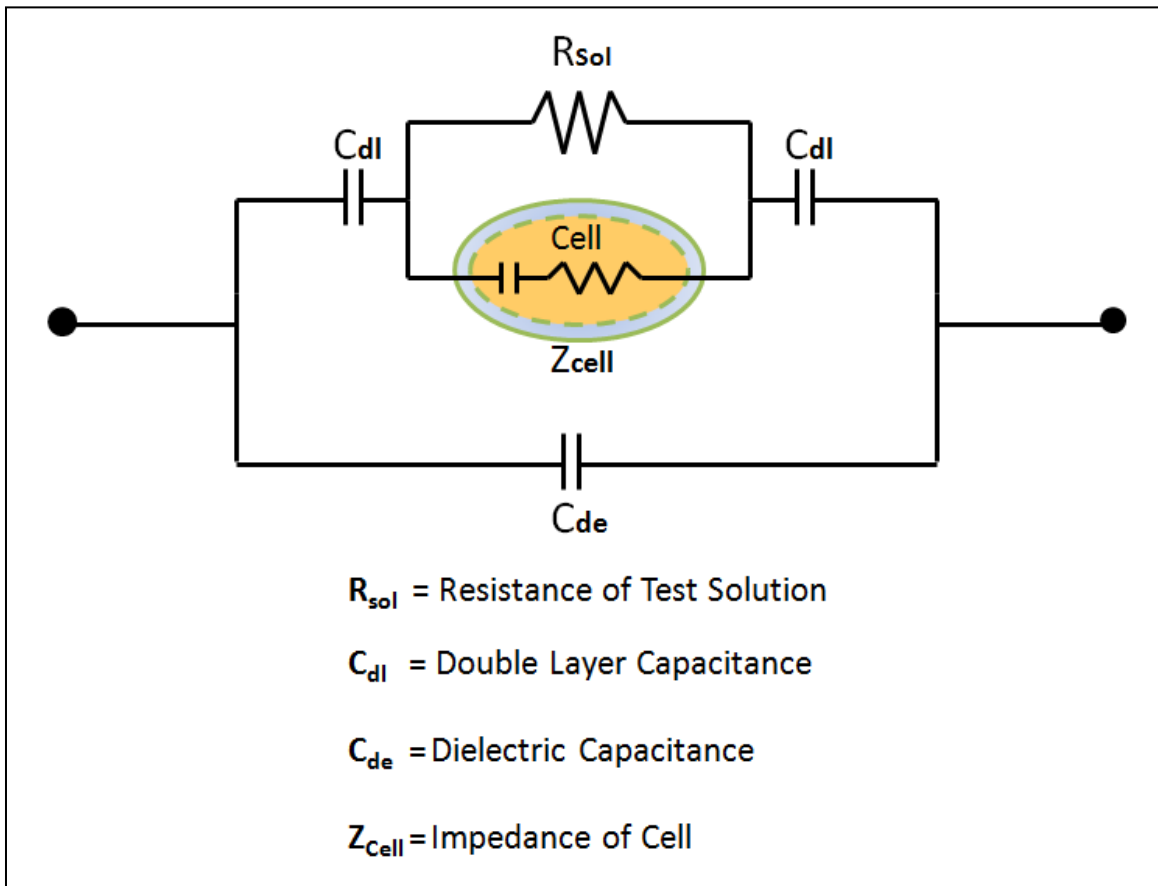 RSol
Cdl
Cdl
Cell
Zcell
Cde
Rsol = Resistance of Test Solution
Cdl = Double Layer Capacitance
Cde = Dielectric Capacitance
ZCell = Impedance of Cell